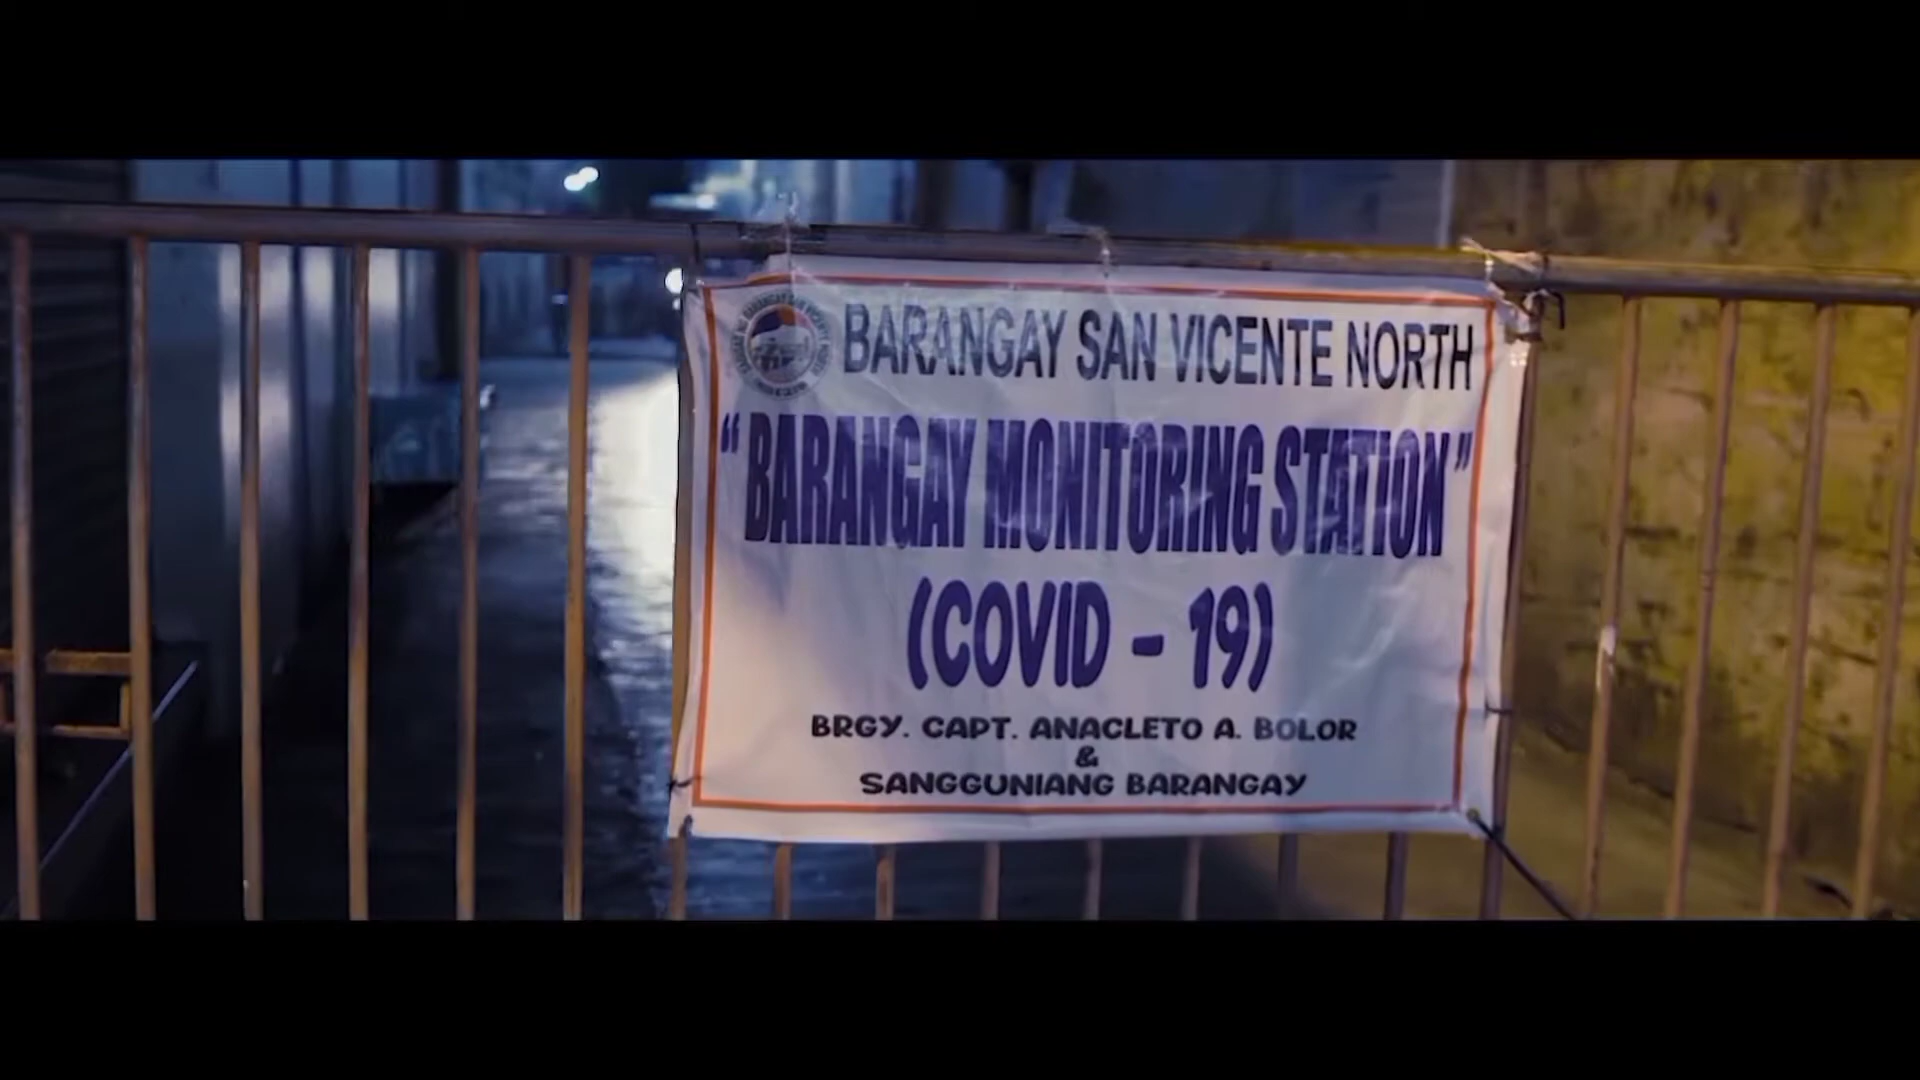 BARANGAY SAN VICENTE NORTH
“BARANGAY MONITORING STATION”
(COVID - 19)
BRGY. CAPT. ANACLETO A. BOLOR
&
SANGGUNIANG BARANGAY